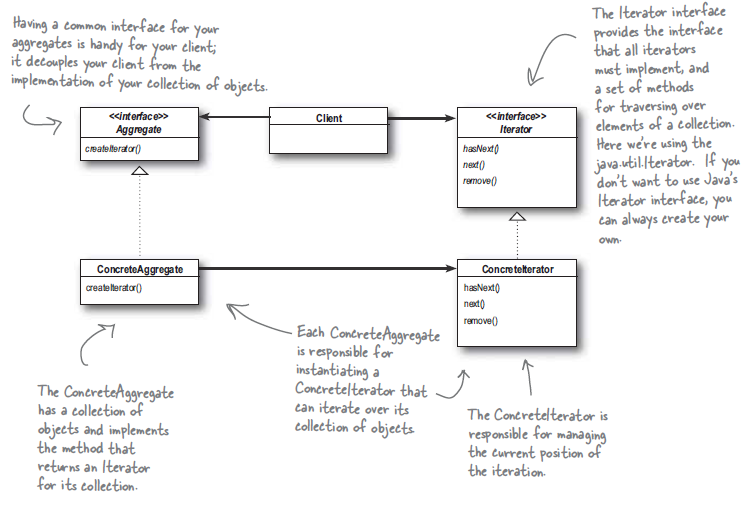 Having a common interface for your
aggregates is handy for your client;
it decouples your client from the
implementation of your collection of objects.
The Iterator interface
provides the interface
that all iterators
must implement, and
a set of methods
for traversing over
elements of a collection.
Here we're using the
java.util.Iterator. If you
don't want to use Java's
Iterator interface, you
can always create your
own.
<<interface>>
Aggregate
createIterator()
Client
<<interface>>
Iterator
hasNext()
next()
remove()
ConcreteAggregate
createIterator()
ConcreteIterator
hasNext()
next()
remove()
Each ConcreteAggregate
is responsible for
instantiating a
ConcreteIterator that
can iterate over its
collection of objects.
The ConcreteAggregate
has a collection of
objects and implements
the method that
returns an Iterator
for its collection.
The ConcreteIterator is
responsible for managing
the current position of
the iteration.